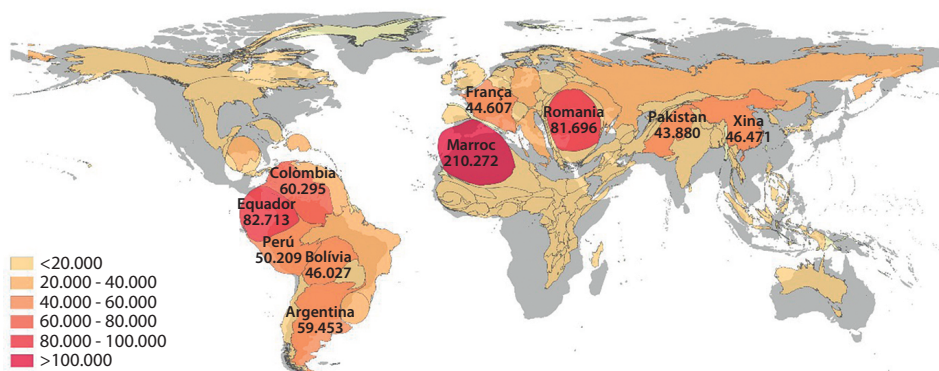 França
44.607
Romania
81.696
Pakistan
43.880
Xina
46.471
Marroc
210.272
Colòmbia
60.295
Equador
82.713
Perú
50.209
Bolívia
46.027
Argentina
59.453
<20.000
20.000 - 40.000
40.000 - 60.000
60.000 - 80.000
80.000 - 100.000
>100.000